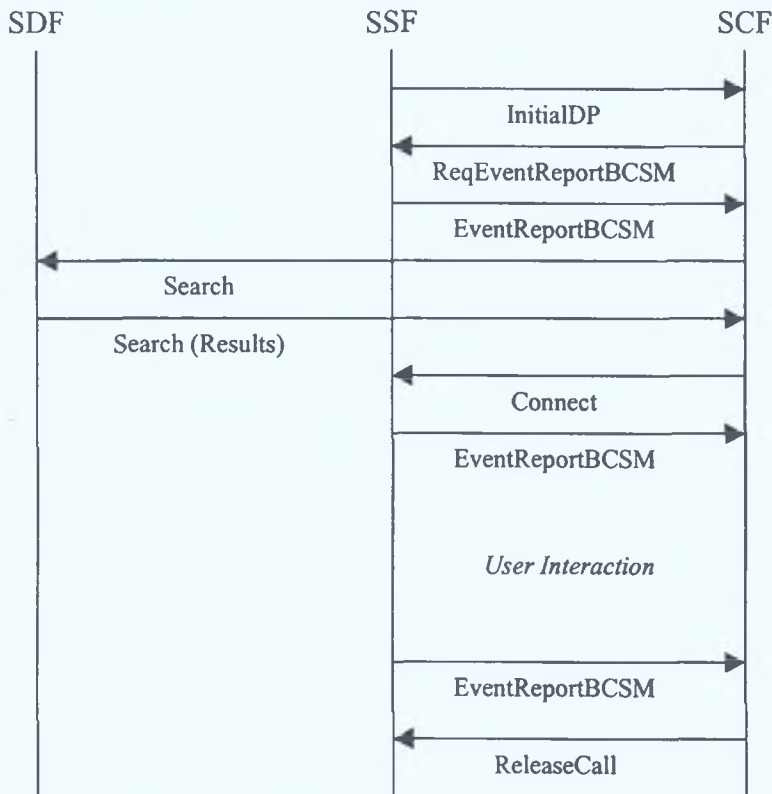 SDF SSF SCF
InitialDP
ReqEventReportBCSM
EventReportBCSM
Search
Search (Results)
Connect
EventReportBCSM
User Interaction
EventReportBCSM
ReleaseCall